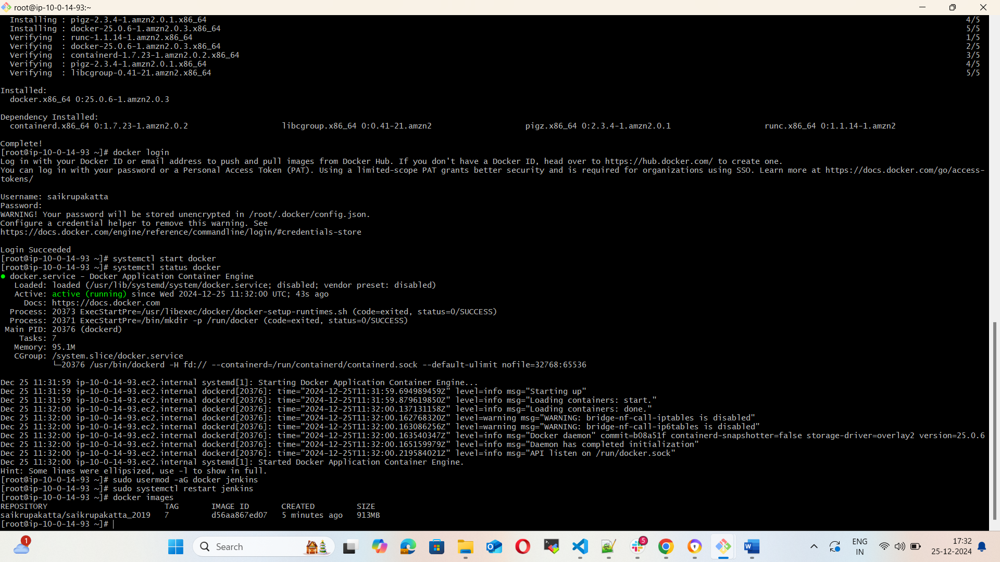 root@ip-10-0-14-93:~
  Installing : pigz-2.3.4-1.amzn2.0.1.x86_64 4/5
  Installing : docker-25.0.6-1.amzn2.0.3.x86_64 5/5
  Verifying  : runc-1.1.14-1.amzn2.x86_64 1/5
  Verifying  : docker-25.0.6-1.amzn2.0.3.x86_64 2/5
  Verifying  : containerd-1.7.23-1.amzn2.0.2.x86_64 3/5
  Verifying  : pigz-2.3.4-1.amzn2.0.1.x86_64 4/5
  Verifying  : libcgroup-0.41-21.amzn2.x86_64 5/5
Installed:
  docker.x86_64 0:25.0.6-1.amzn2.0.3
Dependency Installed:
  containerd.x86_64 0:1.7.23-1.amzn2.0.2 libcgroup.x86_64 0:0.41-21.amzn2 pigz.x86_64 0:2.3.4-1.amzn2.0.1 runc.x86_64 0:1.1.14-1.amzn2
Complete!
[root@ip-10-0-14-93 ~]# docker login
Log in with your Docker ID or email address to push and pull images from Docker Hub. If you don't have a Docker ID, head over to https://hub.docker.com/ to create one.
You can log in with your password or a Personal Access Token (PAT). Using a limited-scope PAT grants better security and is required for organizations using SSO. Learn more at https://docs.docker.com/go/access-
tokens/
Username: saikrupakatta
Password:
WARNING! Your password will be stored unencrypted in /root/.docker/config.json.
Configure a credential helper to remove this warning. See
https://docs.docker.com/engine/reference/commandline/login/#credentials-store
Login Succeeded
[root@ip-10-0-14-93 ~]# systemctl start docker
[root@ip-10-0-14-93 ~]# systemctl status docker
● docker.service - Docker Application Container Engine
   Loaded: loaded (/usr/lib/systemd/system/docker.service; disabled; vendor preset: disabled)
   Active: active (running) since Wed 2024-12-25 11:32:00 UTC; 43s ago
     Docs: https://docs.docker.com
  Process: 20373 ExecStartPre=/usr/libexec/docker/docker-setup-runtimes.sh (code=exited, status=0/SUCCESS)
  Process: 20371 ExecStartPre=/bin/mkdir -p /run/docker (code=exited, status=0/SUCCESS)
 Main PID: 20376 (dockerd)
    Tasks: 7
   Memory: 95.1M
   CGroup: /system.slice/docker.service
           └─20376 /usr/bin/dockerd -H fd:// --containerd=/run/containerd/containerd.sock --default-ulimit nofile=32768:65536
Dec 25 11:31:59 ip-10-0-14-93.ec2.internal systemd[1]: Starting Docker Application Container Engine...
Dec 25 11:31:59 ip-10-0-14-93.ec2.internal dockerd[20376]: time="2024-12-25T11:31:59.694989459Z" level=info msg="Starting up"
Dec 25 11:31:59 ip-10-0-14-93.ec2.internal dockerd[20376]: time="2024-12-25T11:31:59.879619850Z" level=info msg="Loading containers: start."
Dec 25 11:32:00 ip-10-0-14-93.ec2.internal dockerd[20376]: time="2024-12-25T11:32:00.137131158Z" level=info msg="Loading containers: done."
Dec 25 11:32:00 ip-10-0-14-93.ec2.internal dockerd[20376]: time="2024-12-25T11:32:00.162768320Z" level=warning msg="WARNING: bridge-nf-call-iptables is disabled"
Dec 25 11:32:00 ip-10-0-14-93.ec2.internal dockerd[20376]: time="2024-12-25T11:32:00.163086256Z" level=warning msg="WARNING: bridge-nf-call-ip6tables is disabled"
Dec 25 11:32:00 ip-10-0-14-93.ec2.internal dockerd[20376]: time="2024-12-25T11:32:00.163540347Z" level=info msg="Docker daemon" commit=b08a51f containerd-snapshotter=false storage-driver=overlay2 version=25.0.6
Dec 25 11:32:00 ip-10-0-14-93.ec2.internal dockerd[20376]: time="2024-12-25T11:32:00.165159979Z" level=info msg="Daemon has completed initialization"
Dec 25 11:32:00 ip-10-0-14-93.ec2.internal dockerd[20376]: time="2024-12-25T11:32:00.219584021Z" level=info msg="API listen on /run/docker.sock"
Dec 25 11:32:00 ip-10-0-14-93.ec2.internal systemd[1]: Started Docker Application Container Engine.
Hint: Some lines were ellipsized, use -l to show in full.
[root@ip-10-0-14-93 ~]# sudo usermod -aG docker jenkins
[root@ip-10-0-14-93 ~]# sudo systemctl restart jenkins
[root@ip-10-0-14-93 ~]# docker images
REPOSITORY TAG IMAGE ID CREATED SIZE
saikrupakatta/saikrupakatta_2019 7 d56aa867ed07 5 minutes ago 913MB
[root@ip-10-0-14-93 ~]#
1
Search
5
ENG
IN
17:32
25-12-2024